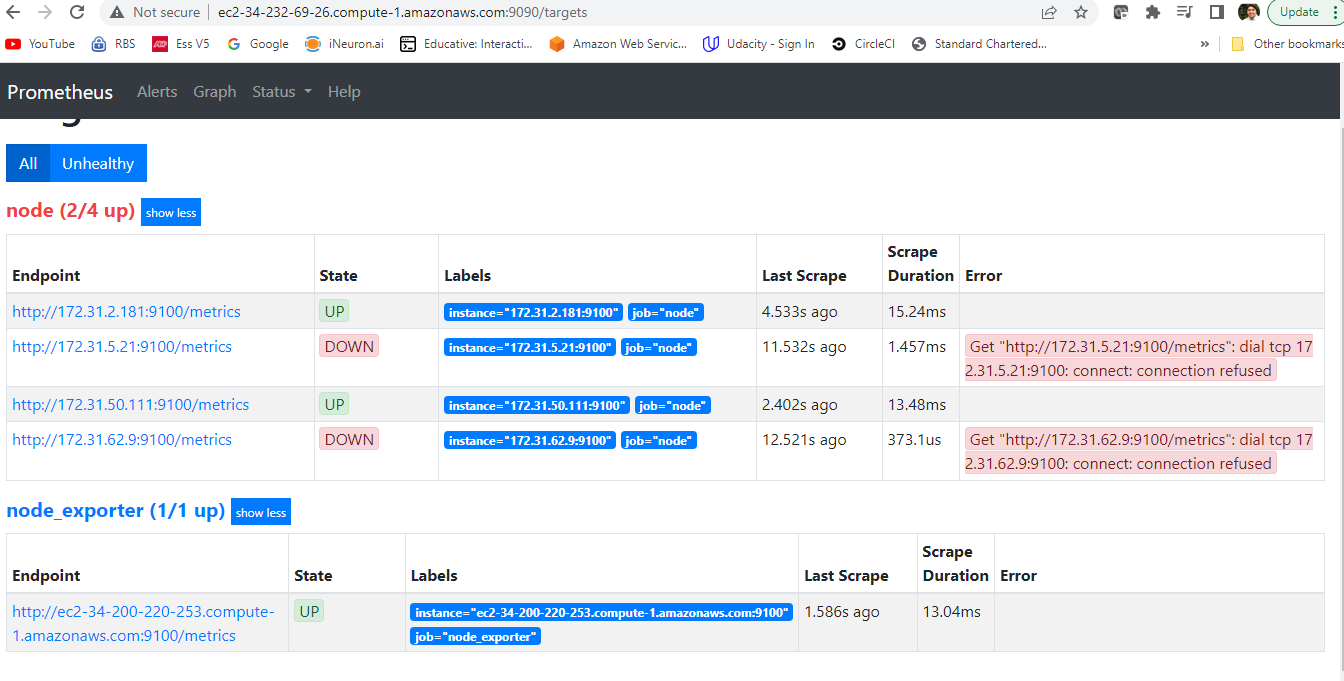 Not secure | ec2-34-232-69-26.compute-1.amazonaws.com:9090/targets Update
YouTube RBS Ess V5 Google iNeuron.ai Educative: Interacti... Amazon Web Servic... Udacity - Sign In CircleCI Standard Chartered... » Other bookmarks
Prometheus Alerts Graph Status Help
All Unhealthy
node (2/4 up) show less
Scrape
Endpoint State Labels Last Scrape Duration Error
http://172.31.2.181:9100/metrics UP instance="172.31.2.181:9100" job="node" 4.533s ago 15.24ms
http://172.31.5.21:9100/metrics DOWN instance="172.31.5.21:9100" job="node" 11.532s ago 1.457ms Get "http://172.31.5.21:9100/metrics": dial tcp 17
2.31.5.21:9100: connect: connection refused
http://172.31.50.111:9100/metrics UP instance="172.31.50.111:9100" job="node" 2.402s ago 13.48ms
http://172.31.62.9:9100/metrics DOWN instance="172.31.62.9:9100" job="node" 12.521s ago 373.1us Get "http://172.31.62.9:9100/metrics": dial tcp 17
2.31.62.9:9100: connect: connection refused
node_exporter (1/1 up) show less
Scrape
Endpoint State Labels Last Scrape Duration Error
http://ec2-34-200-220-253.compute- UP instance="ec2-34-200-220-253.compute-1.amazonaws.com:9100" 1.586s ago 13.04ms
1.amazonaws.com:9100/metrics job="node_exporter"